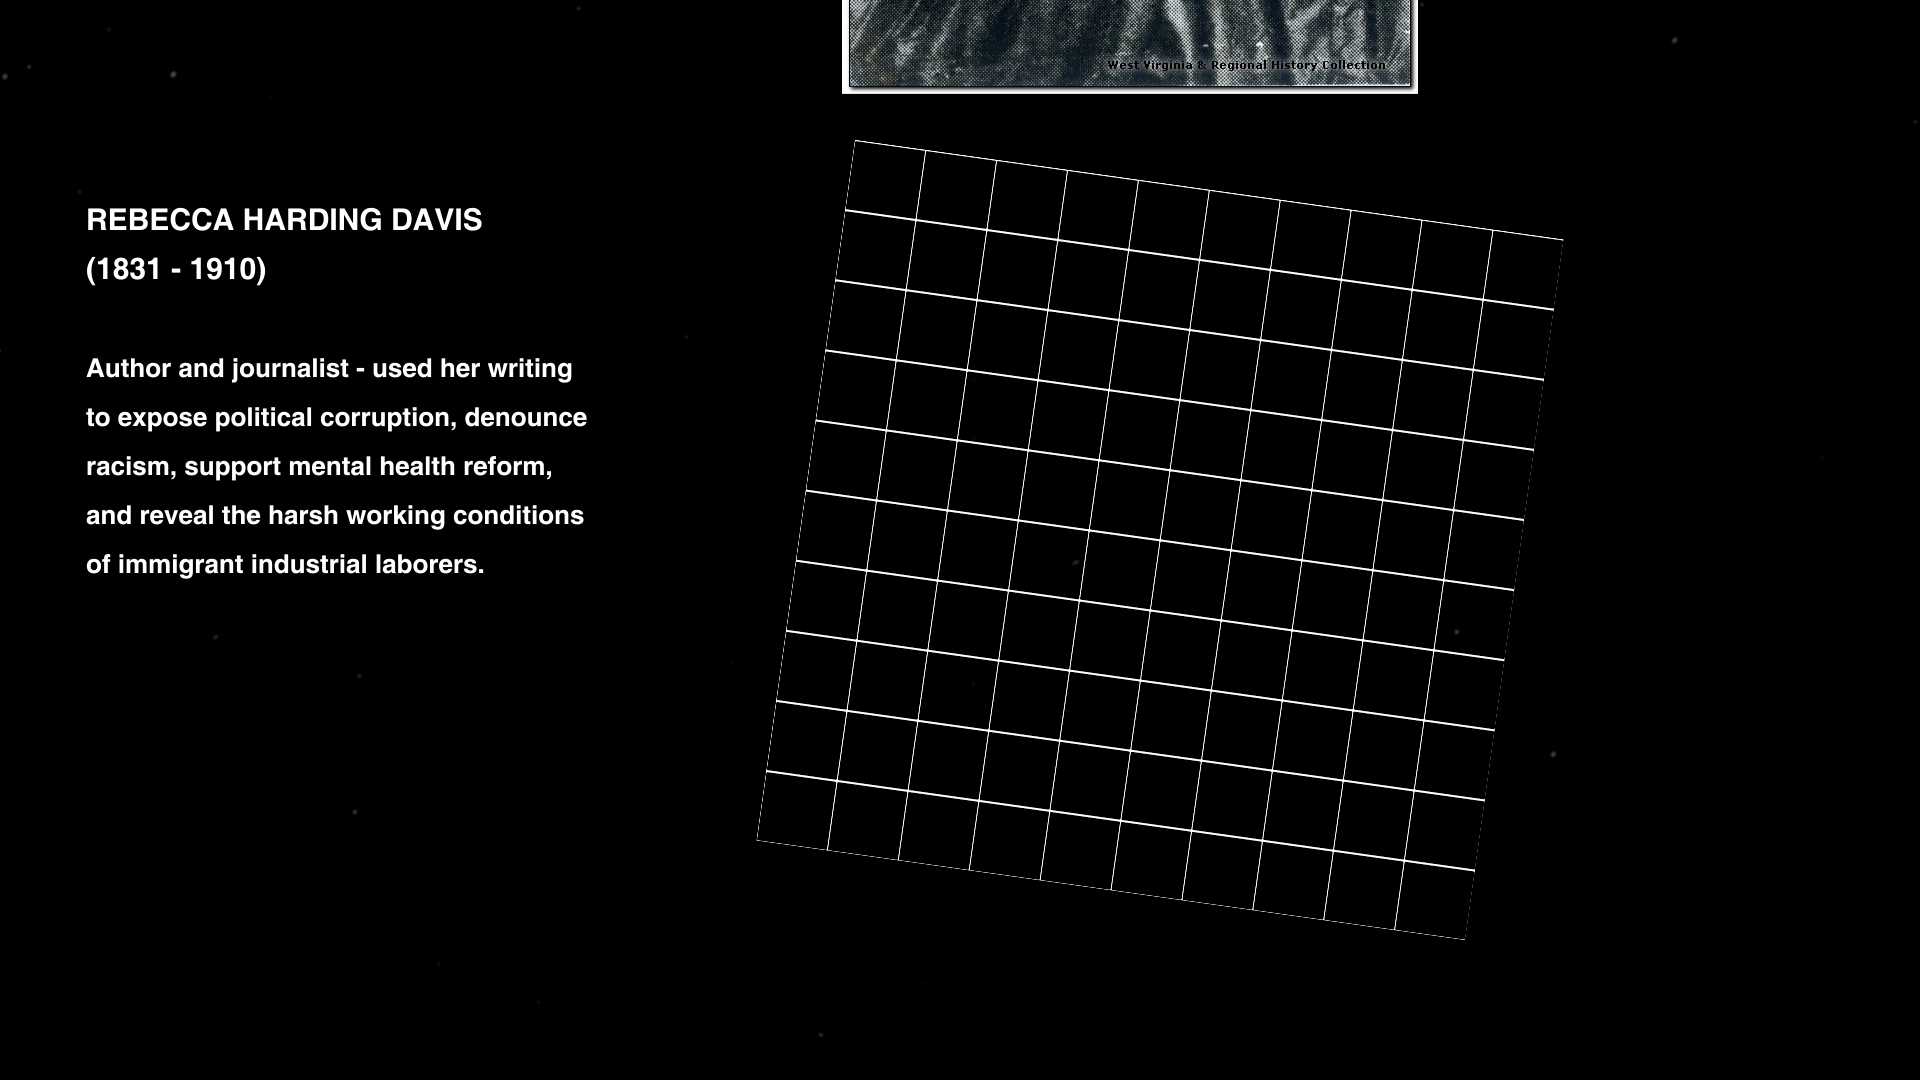 West Virginia & Regional History Collection
REBECCA HARDING DAVIS
(1831 - 1910)
Author and journalist - used her writing
to expose political corruption, denounce
racism, support mental health reform,
and reveal the harsh working conditions
of immigrant industrial laborers.